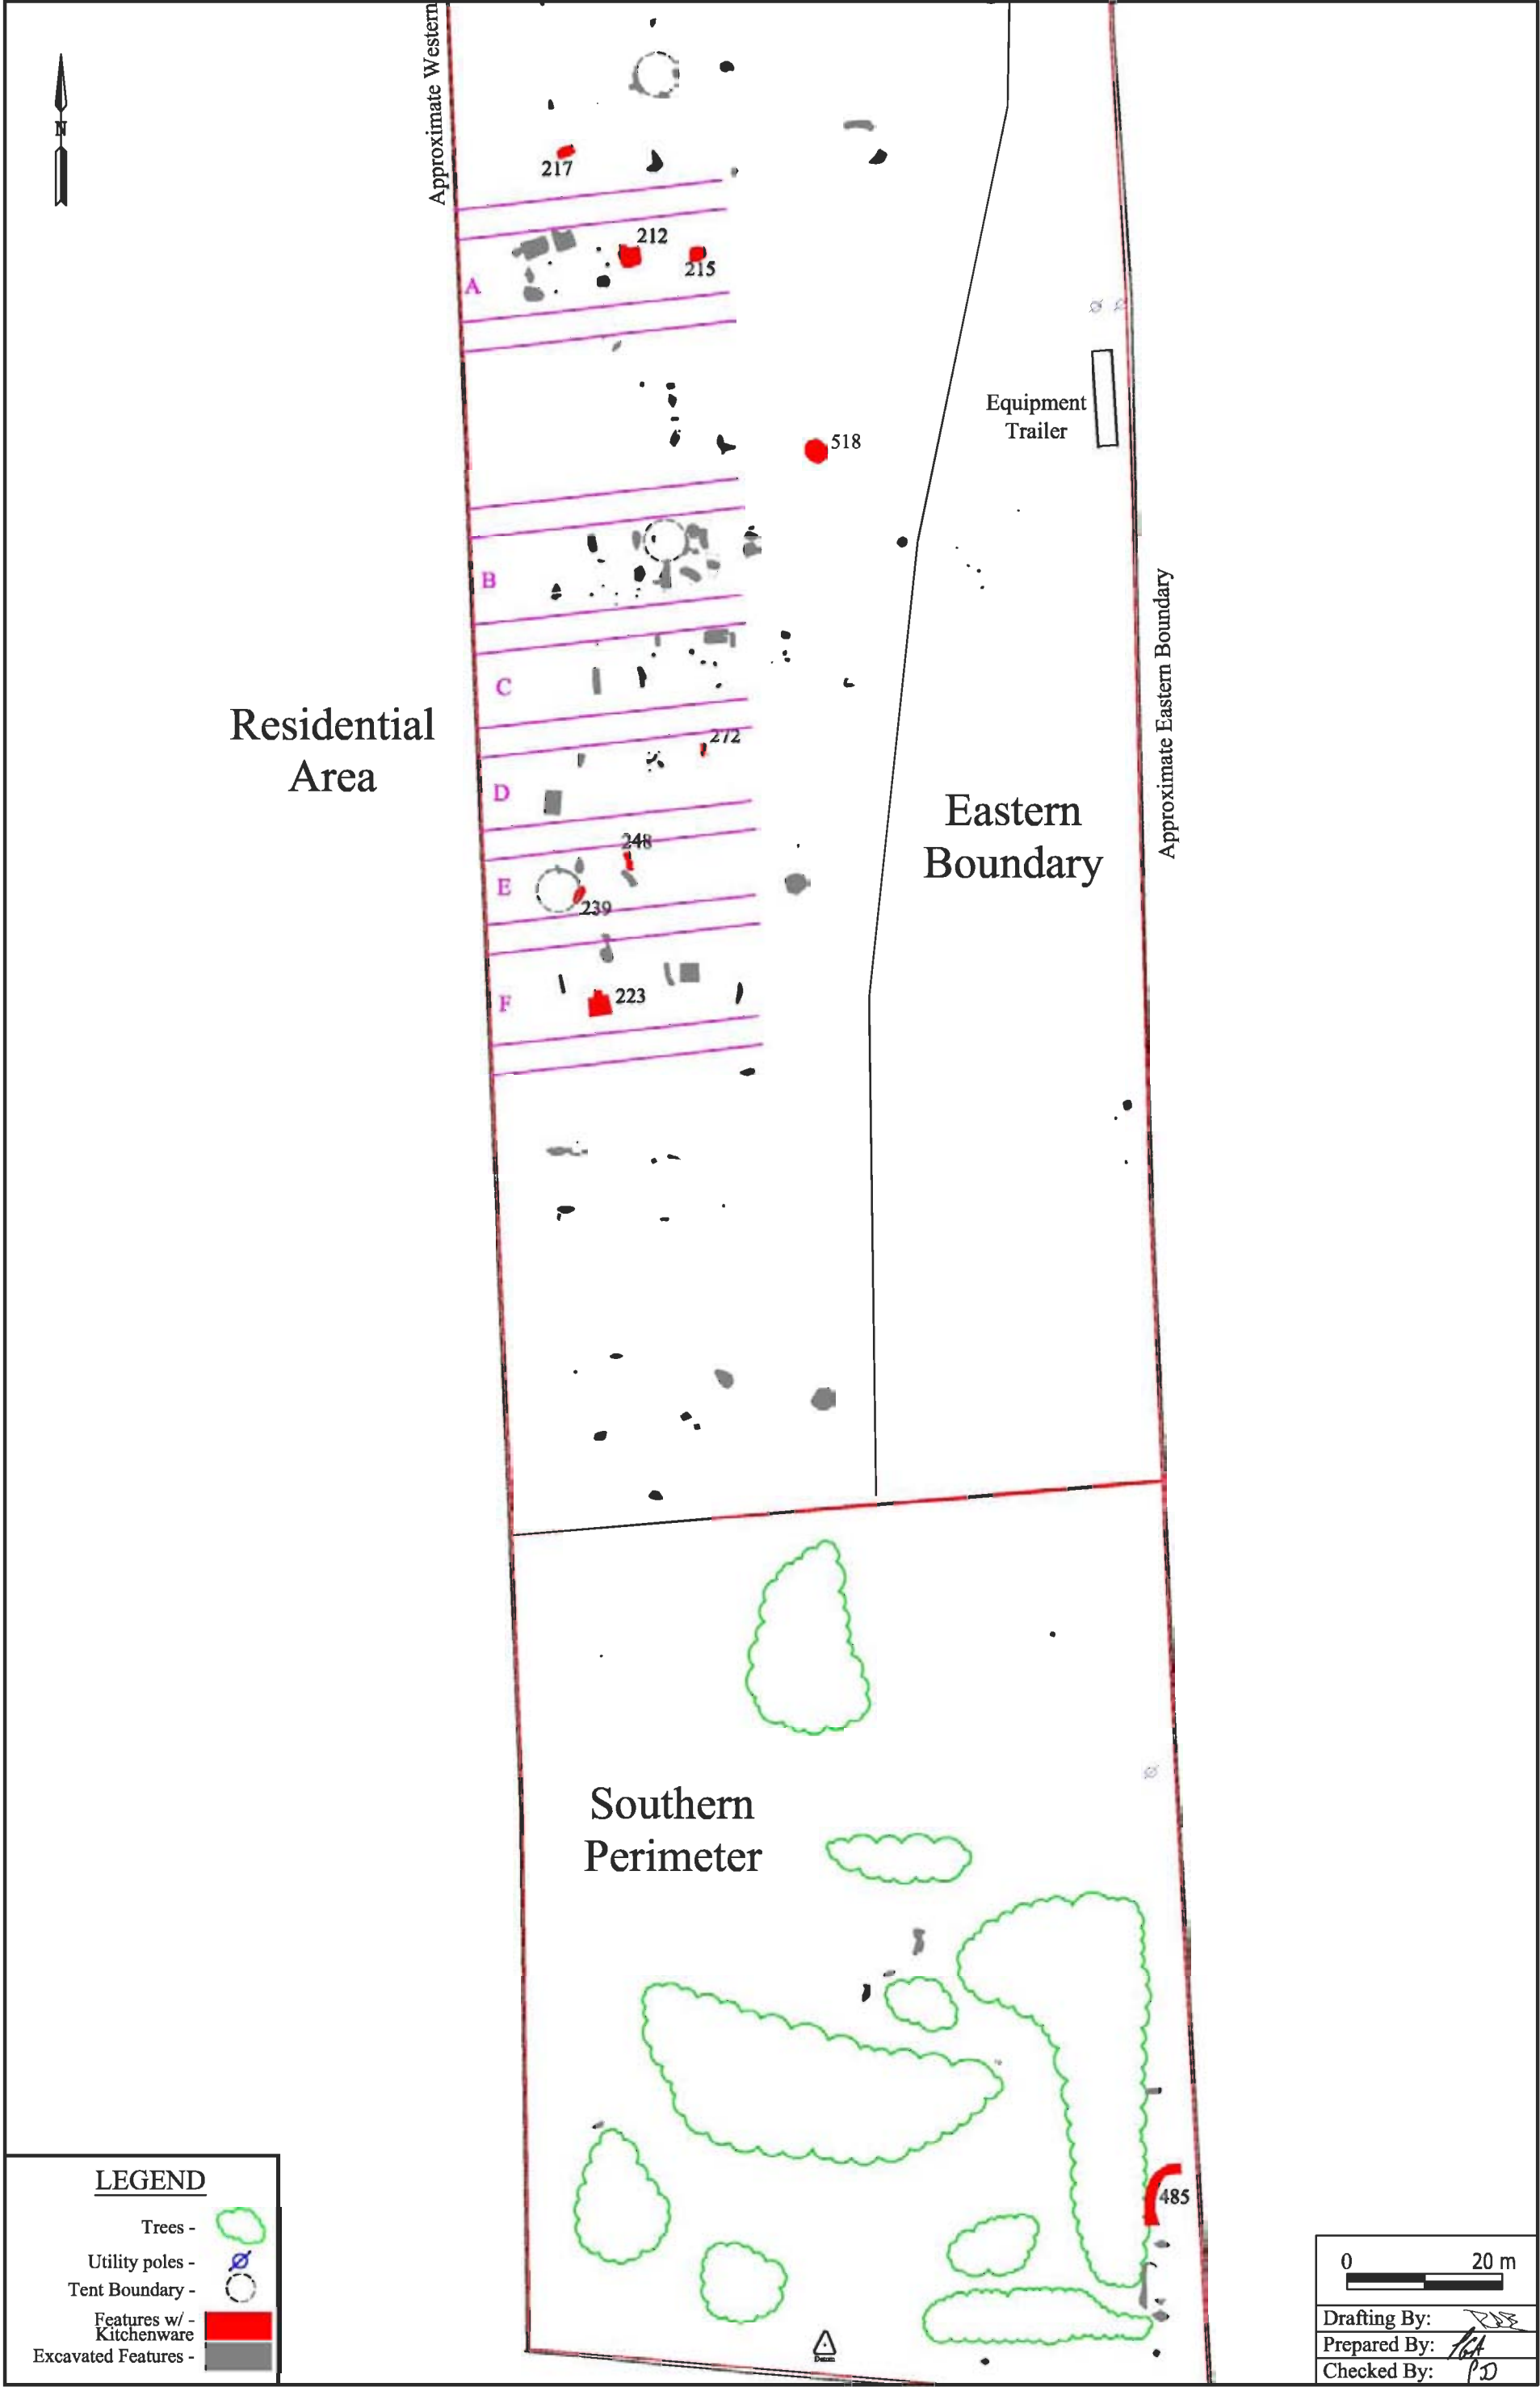 Approximate Western
N
217
212
215
A
518
Equipment
Trailer
B
Approximate Eastern Boundary
C
Residential
Area
272
D
Eastern
Boundary
248
E
239
F
223
Southern
Perimeter
485
Datum
LEGEND
Trees -
Utility poles -
Tent Boundary -
Features w/ -
Kitchenware
Excavated Features -
0 20 m
Drafting By:
Prepared By:
Checked By: PD